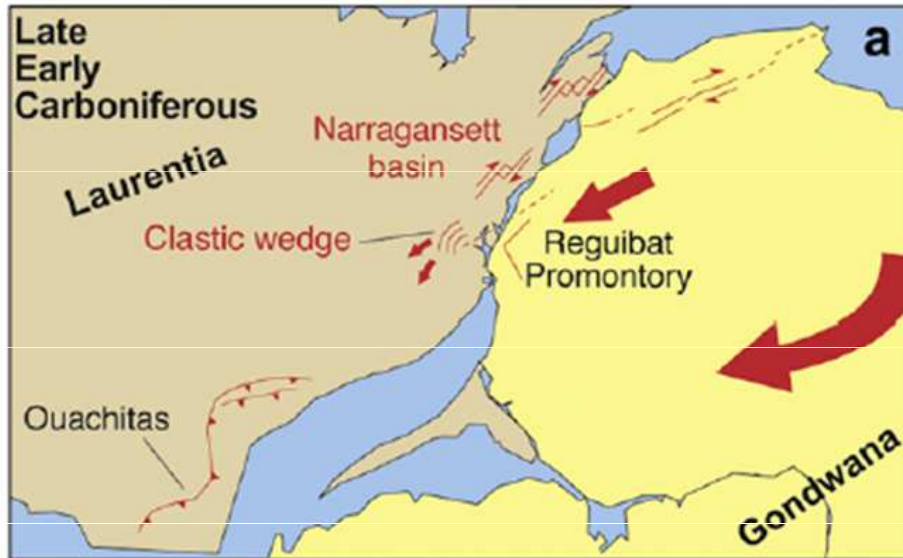 Late
Early
Carboniferous
a
Laurentia
Narragansett
basin
Clastic wedge
Reguibat
Promontory
Ouachitas
Gondwana